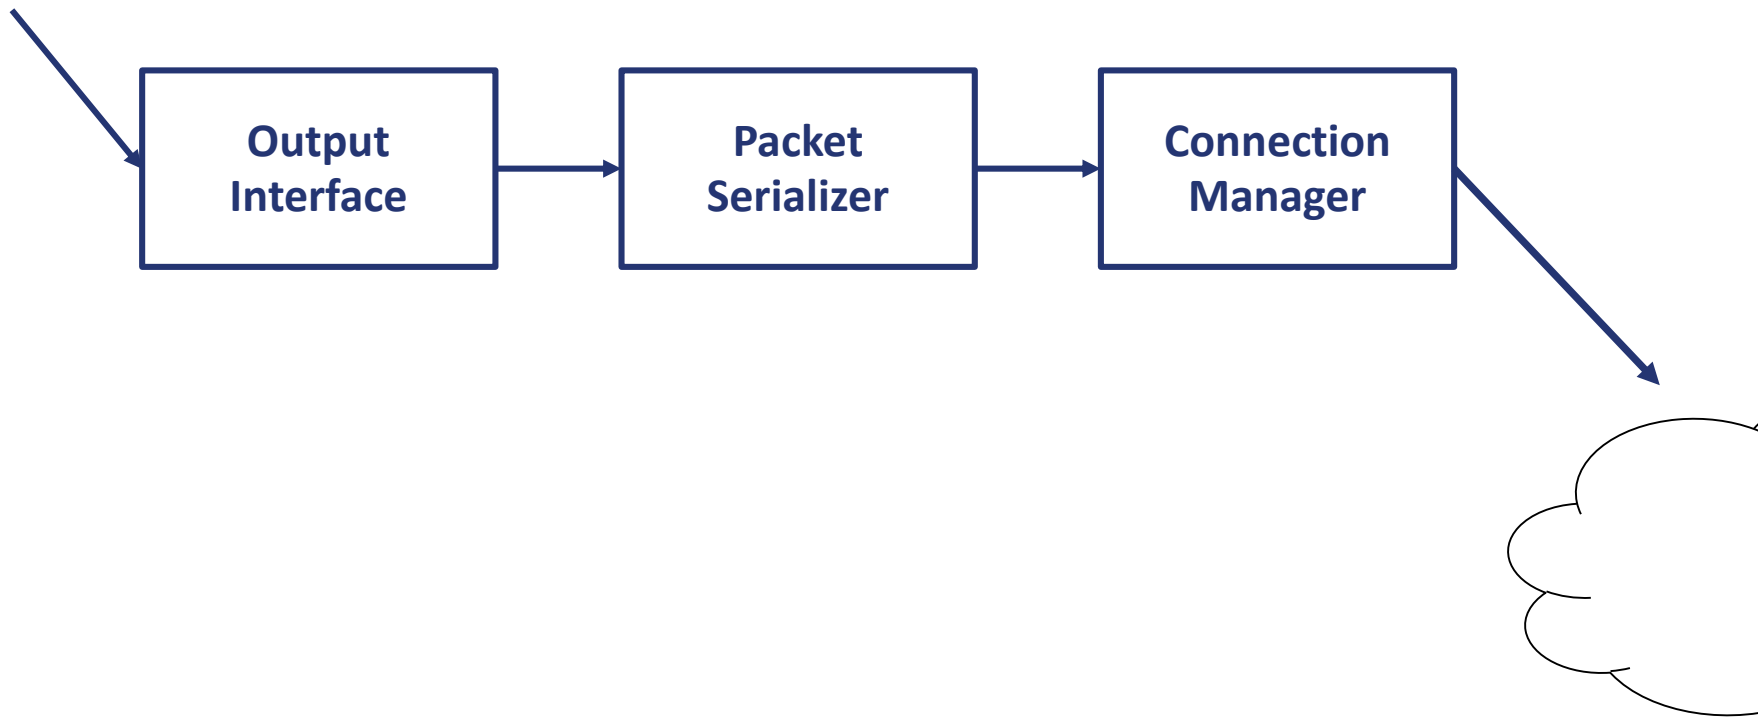 Output
Interface
Packet
Serializer
Connection
Manager